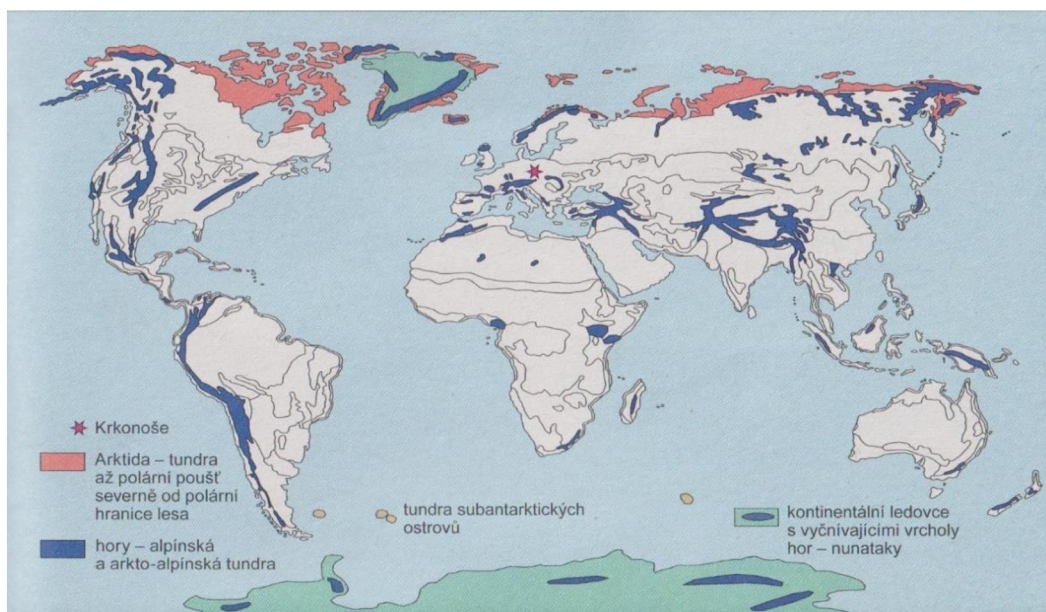 Krkonoše
Arktida – tundra
až polární poušť
severně od polární
hranice lesa
hory – alpínská
a arkto-alpínská tundra
tundra subantarktických
ostrovů
kontinentální ledovce
s vyčnívajícími vrcholy
hor – nunataky